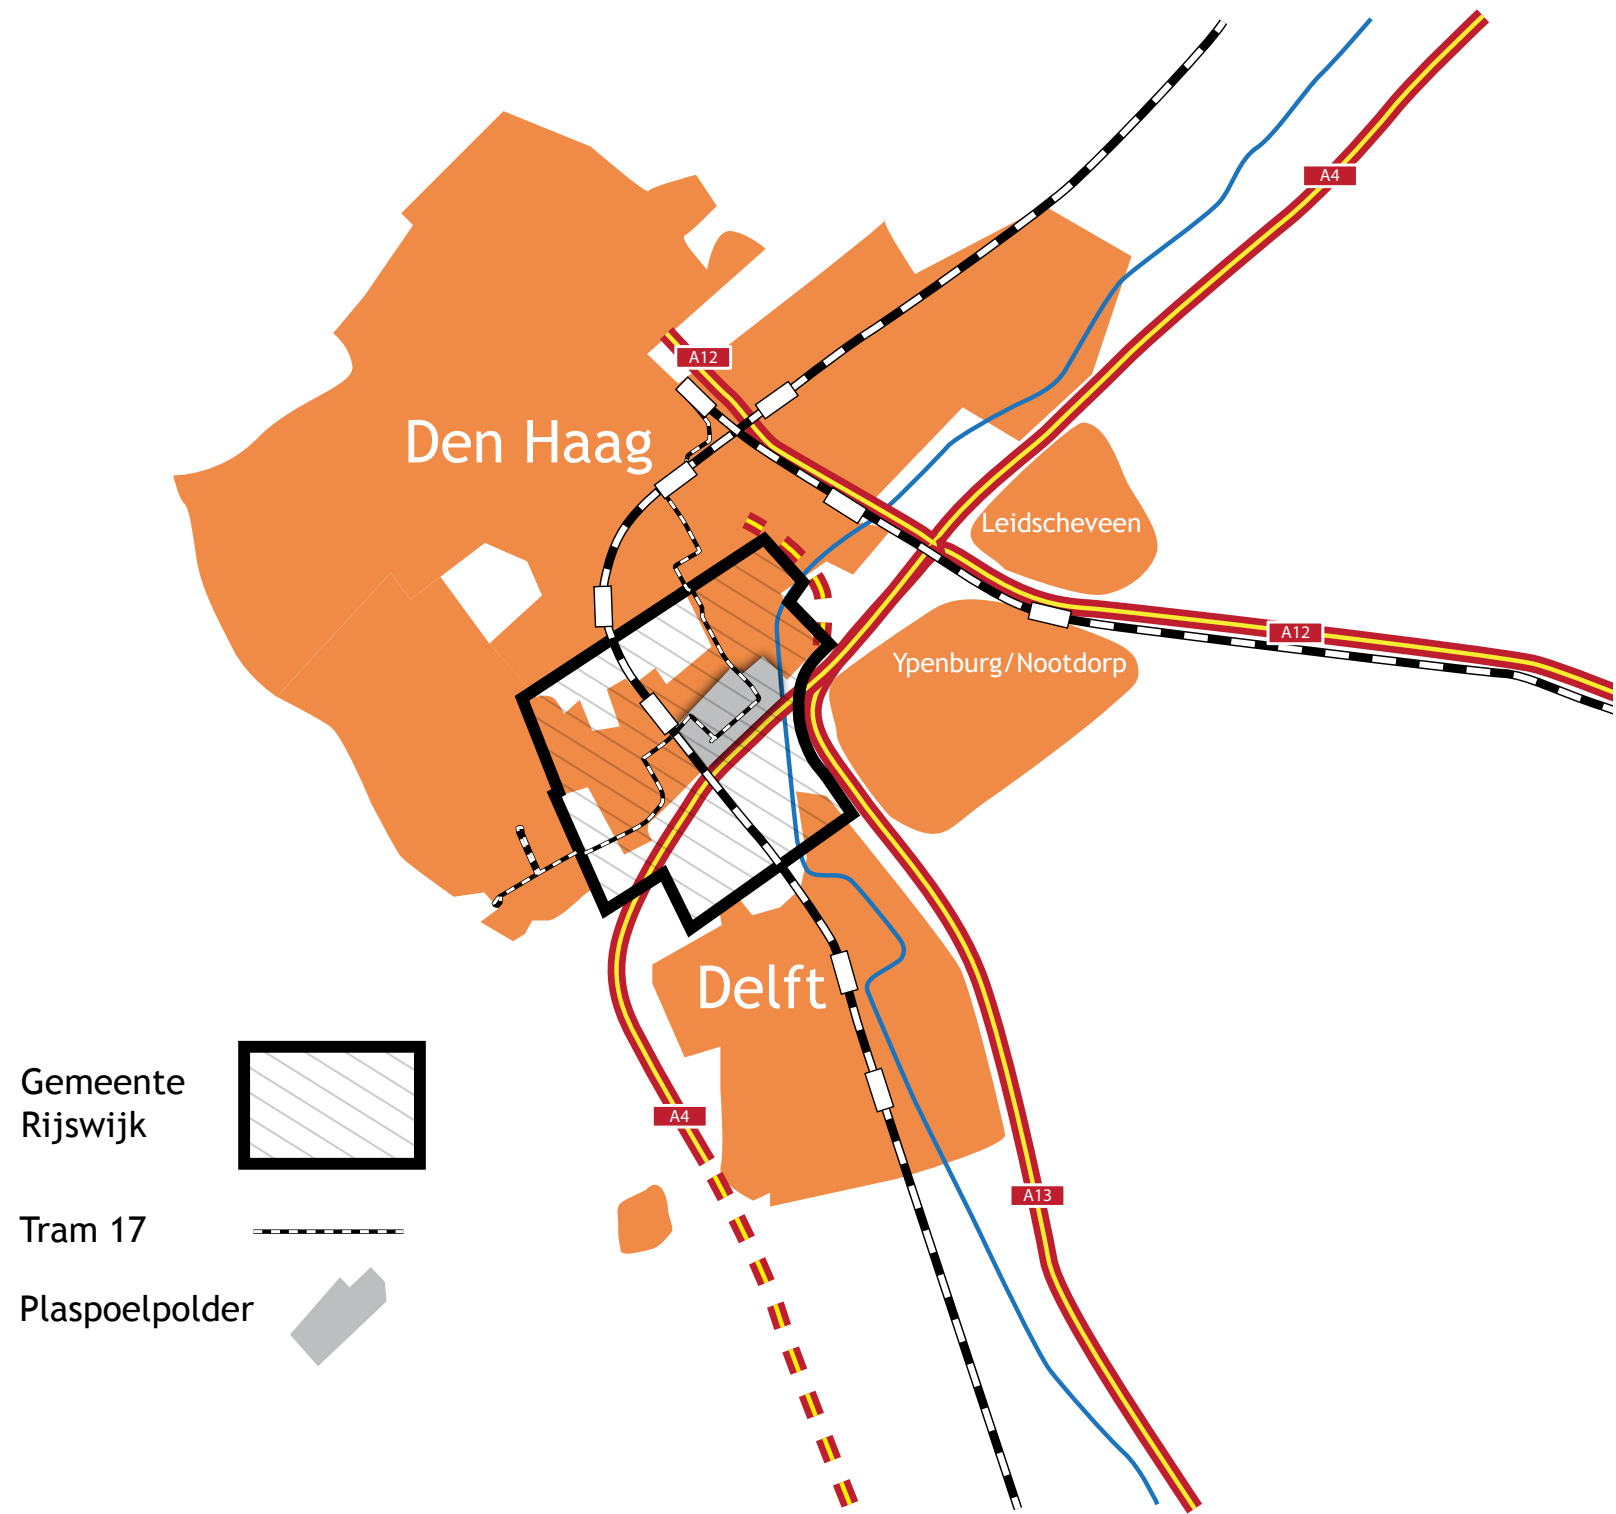 A4
A12
Den Haag
Leidscheveen
A12
Ypenburg/Nootdorp
Delft
Gemeente
Rijswijk
A4
A13
Tram 17
Plaspoelpolder